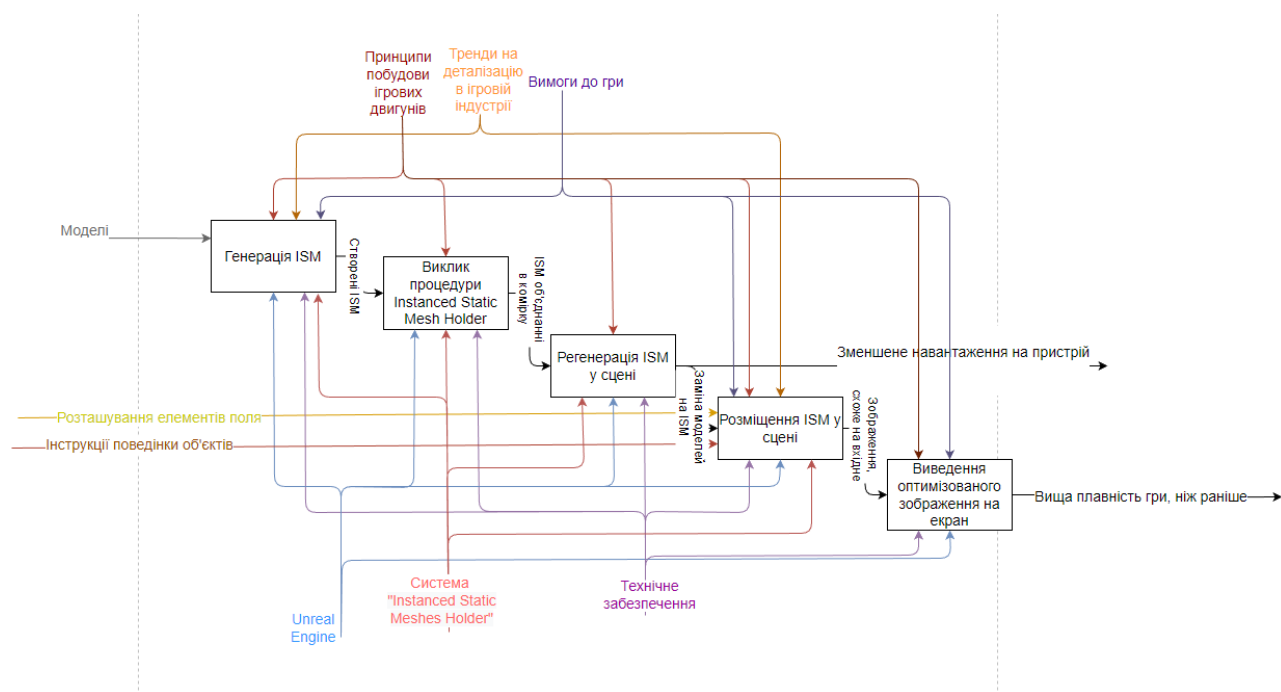 Принципи
побудови
ігрових
двигунів
Тренди на
деталізацію
в ігровій
індустрії
Вимоги до гри
Моделі
Генерація ISM
Створені ISM
Виклик
процедури
Instanced Static
Mesh Holder
ISM об'єднанні
в комірку
Регенерація ISM
у сцені
Зменшене навантаження на пристрій
Заміна моделей
на ISM
Розташування елементів поля
Інструкції поведінки об'єктів
Розміщення ISM у
сцені
Зображення,
схоже на вхідне
Виведення
оптимізованого
зображення на
екран
Вища плавність гри, ніж раніше
Unreal
Engine
Система
"Instanced Static
Meshes Holder"
Технічне
забезпечення